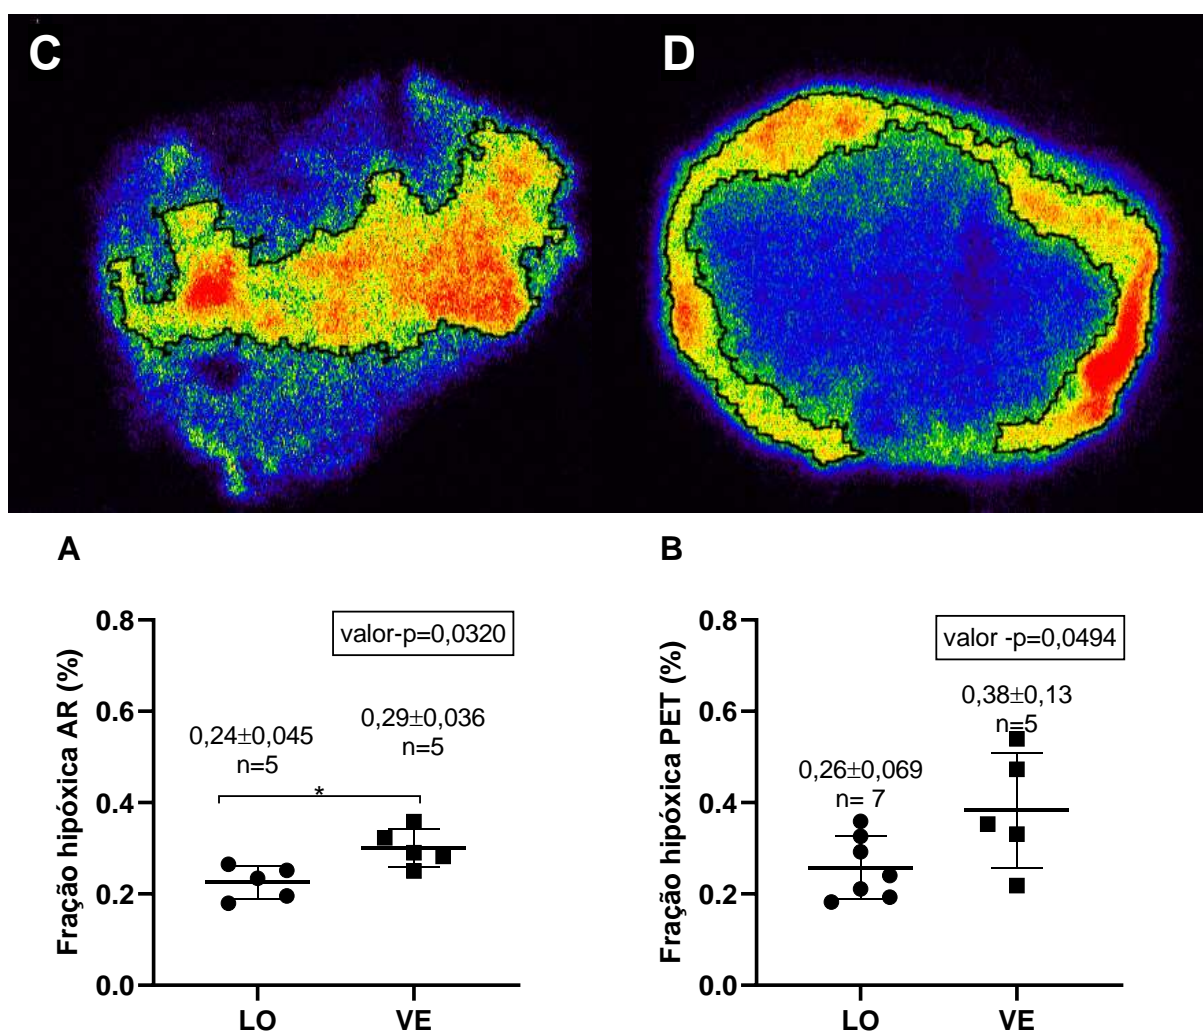 C
D
A
B
Fração hipóxica AR (%)
0.8
0.6
0.4
0.2
0.0
valor-p=0,0320
0,24±0,045
n=5
0,29±0,036
n=5
*
LO
VE
Fração hipóxica PET (%)
0.8
0.6
0.4
0.2
0.0
valor -p=0,0494
0,38±0,13
n=5
0,26±0,069
n= 7
LO
VE